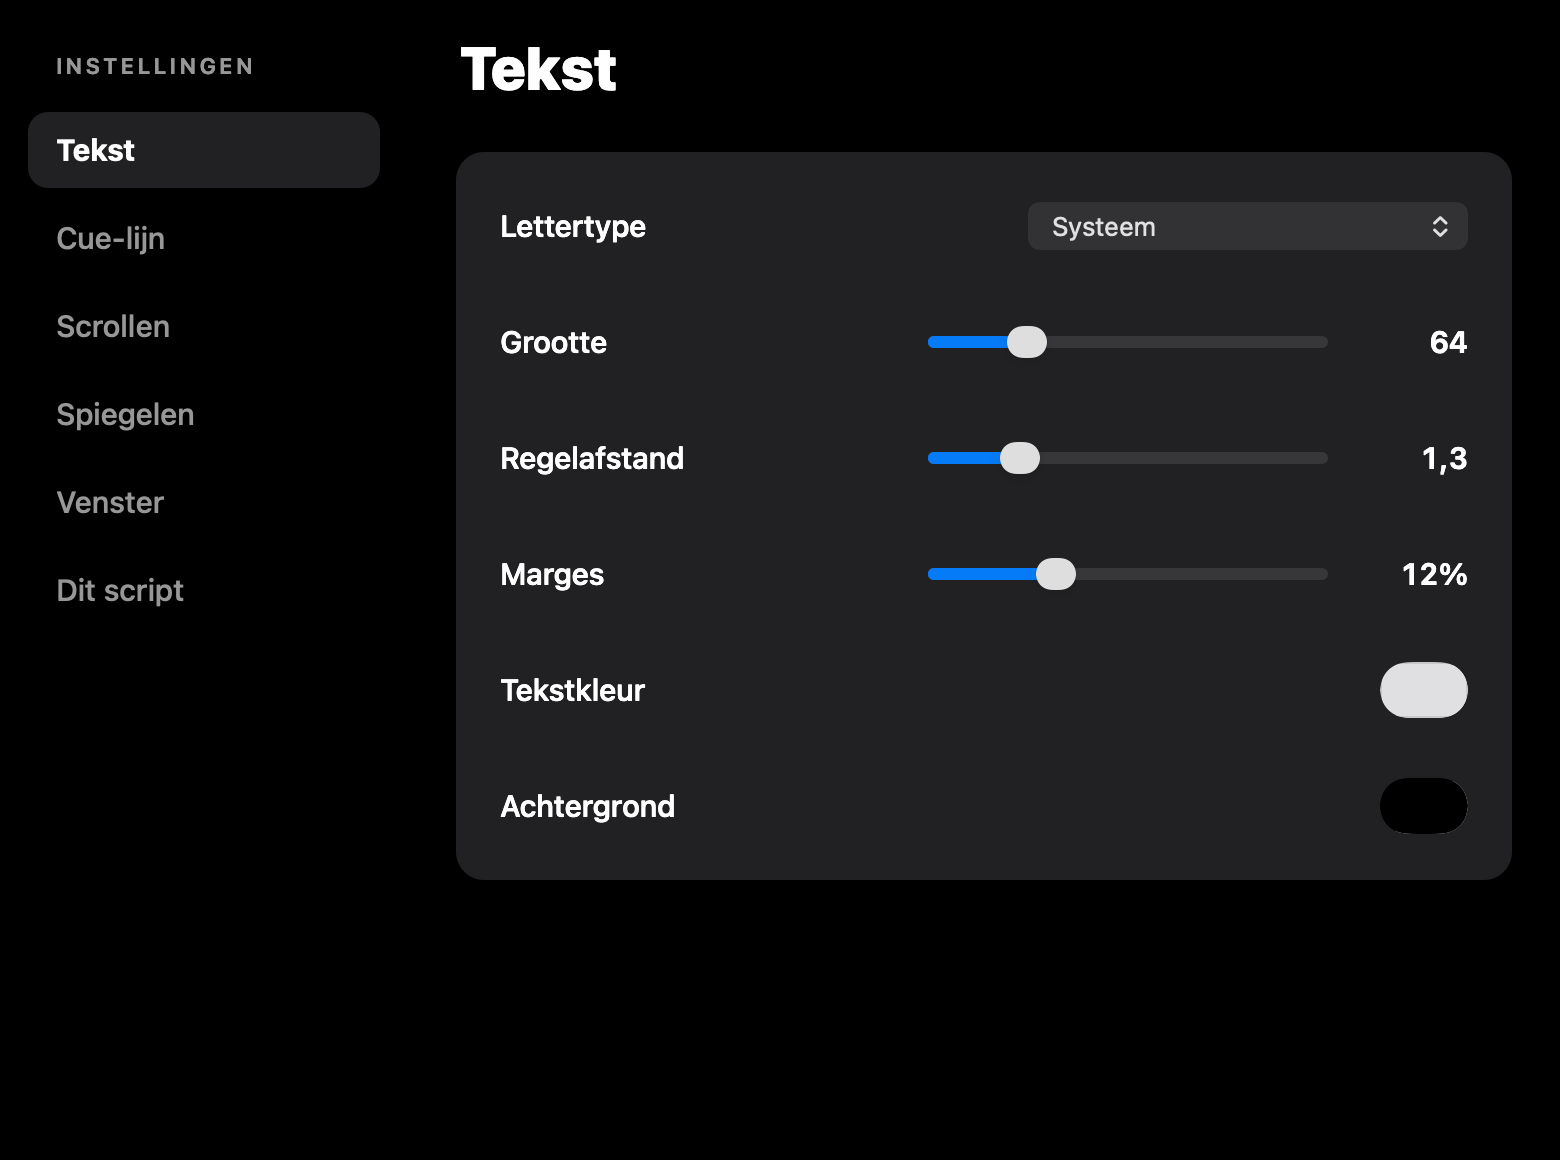 INSTELLINGEN
Tekst
Cue-lijn
Scrollen
Spiegelen
Venster
Dit script
Tekst
Lettertype Systeem
Grootte 64
Regelafstand 1,3
Marges 12%
Tekstkleur
Achtergrond